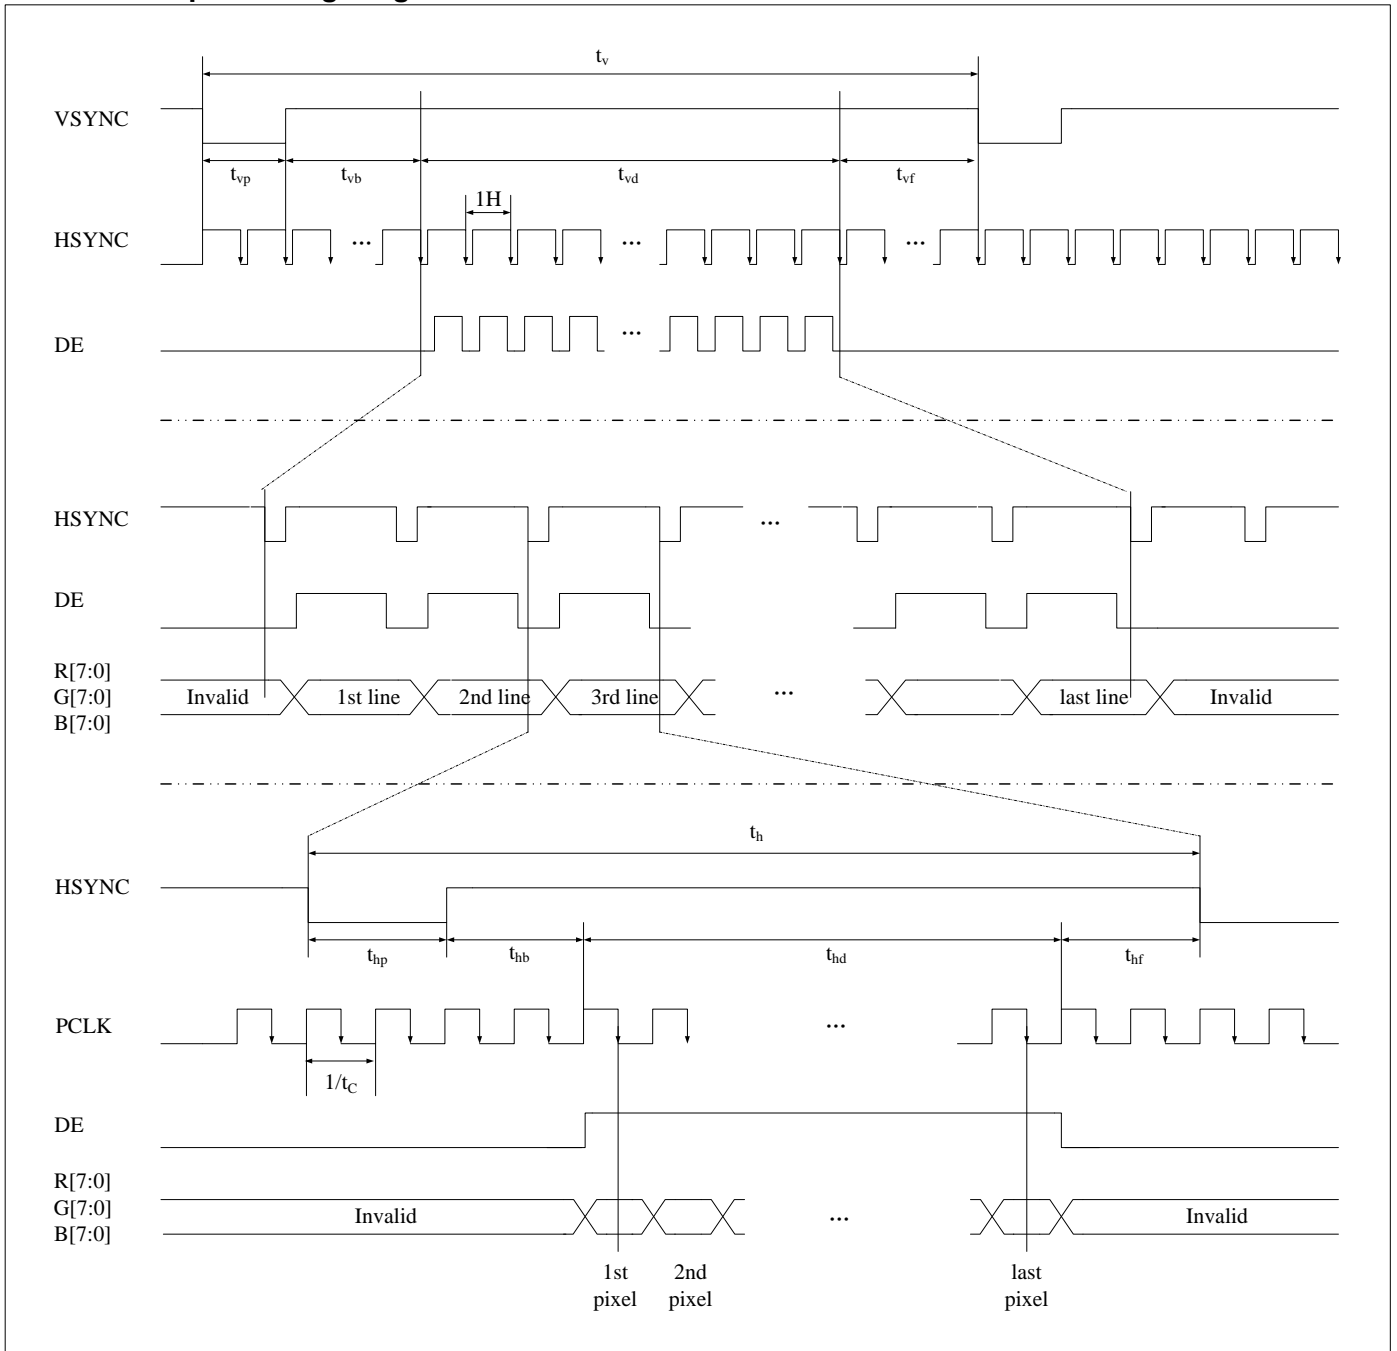 t_v
VSYNC
t_vp t_vb t_vd t_vf
1H
HSYNC ... ... ...
DE ...
HSYNC ...
DE
R[7:0]
G[7:0] Invalid 1st line 2nd line 3rd line ... last line Invalid
B[7:0]
t_h
HSYNC
t_hp t_hb t_hd t_hf
PCLK ...
1/t_C
DE
R[7:0]
G[7:0] Invalid ... Invalid
B[7:0]
1st 2nd last
pixel pixel pixel